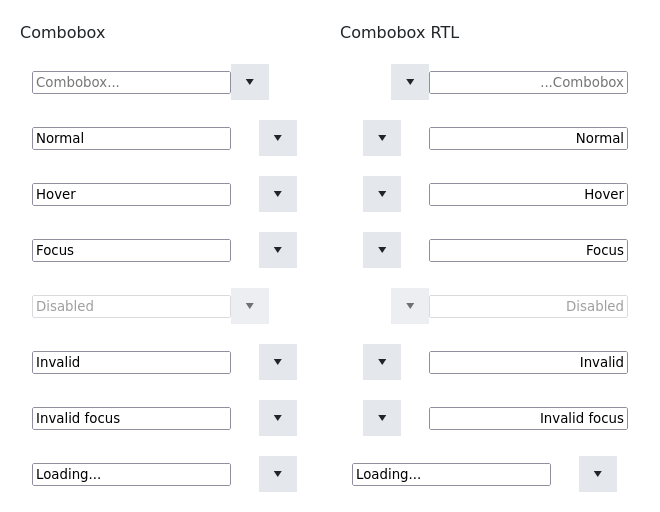 Combobox
Combobox...
Normal
Hover
Focus
Disabled
Invalid
Invalid focus
Loading...
Combobox RTL
...Combobox
Normal
Hover
Focus
Disabled
Invalid
Invalid focus
Loading...